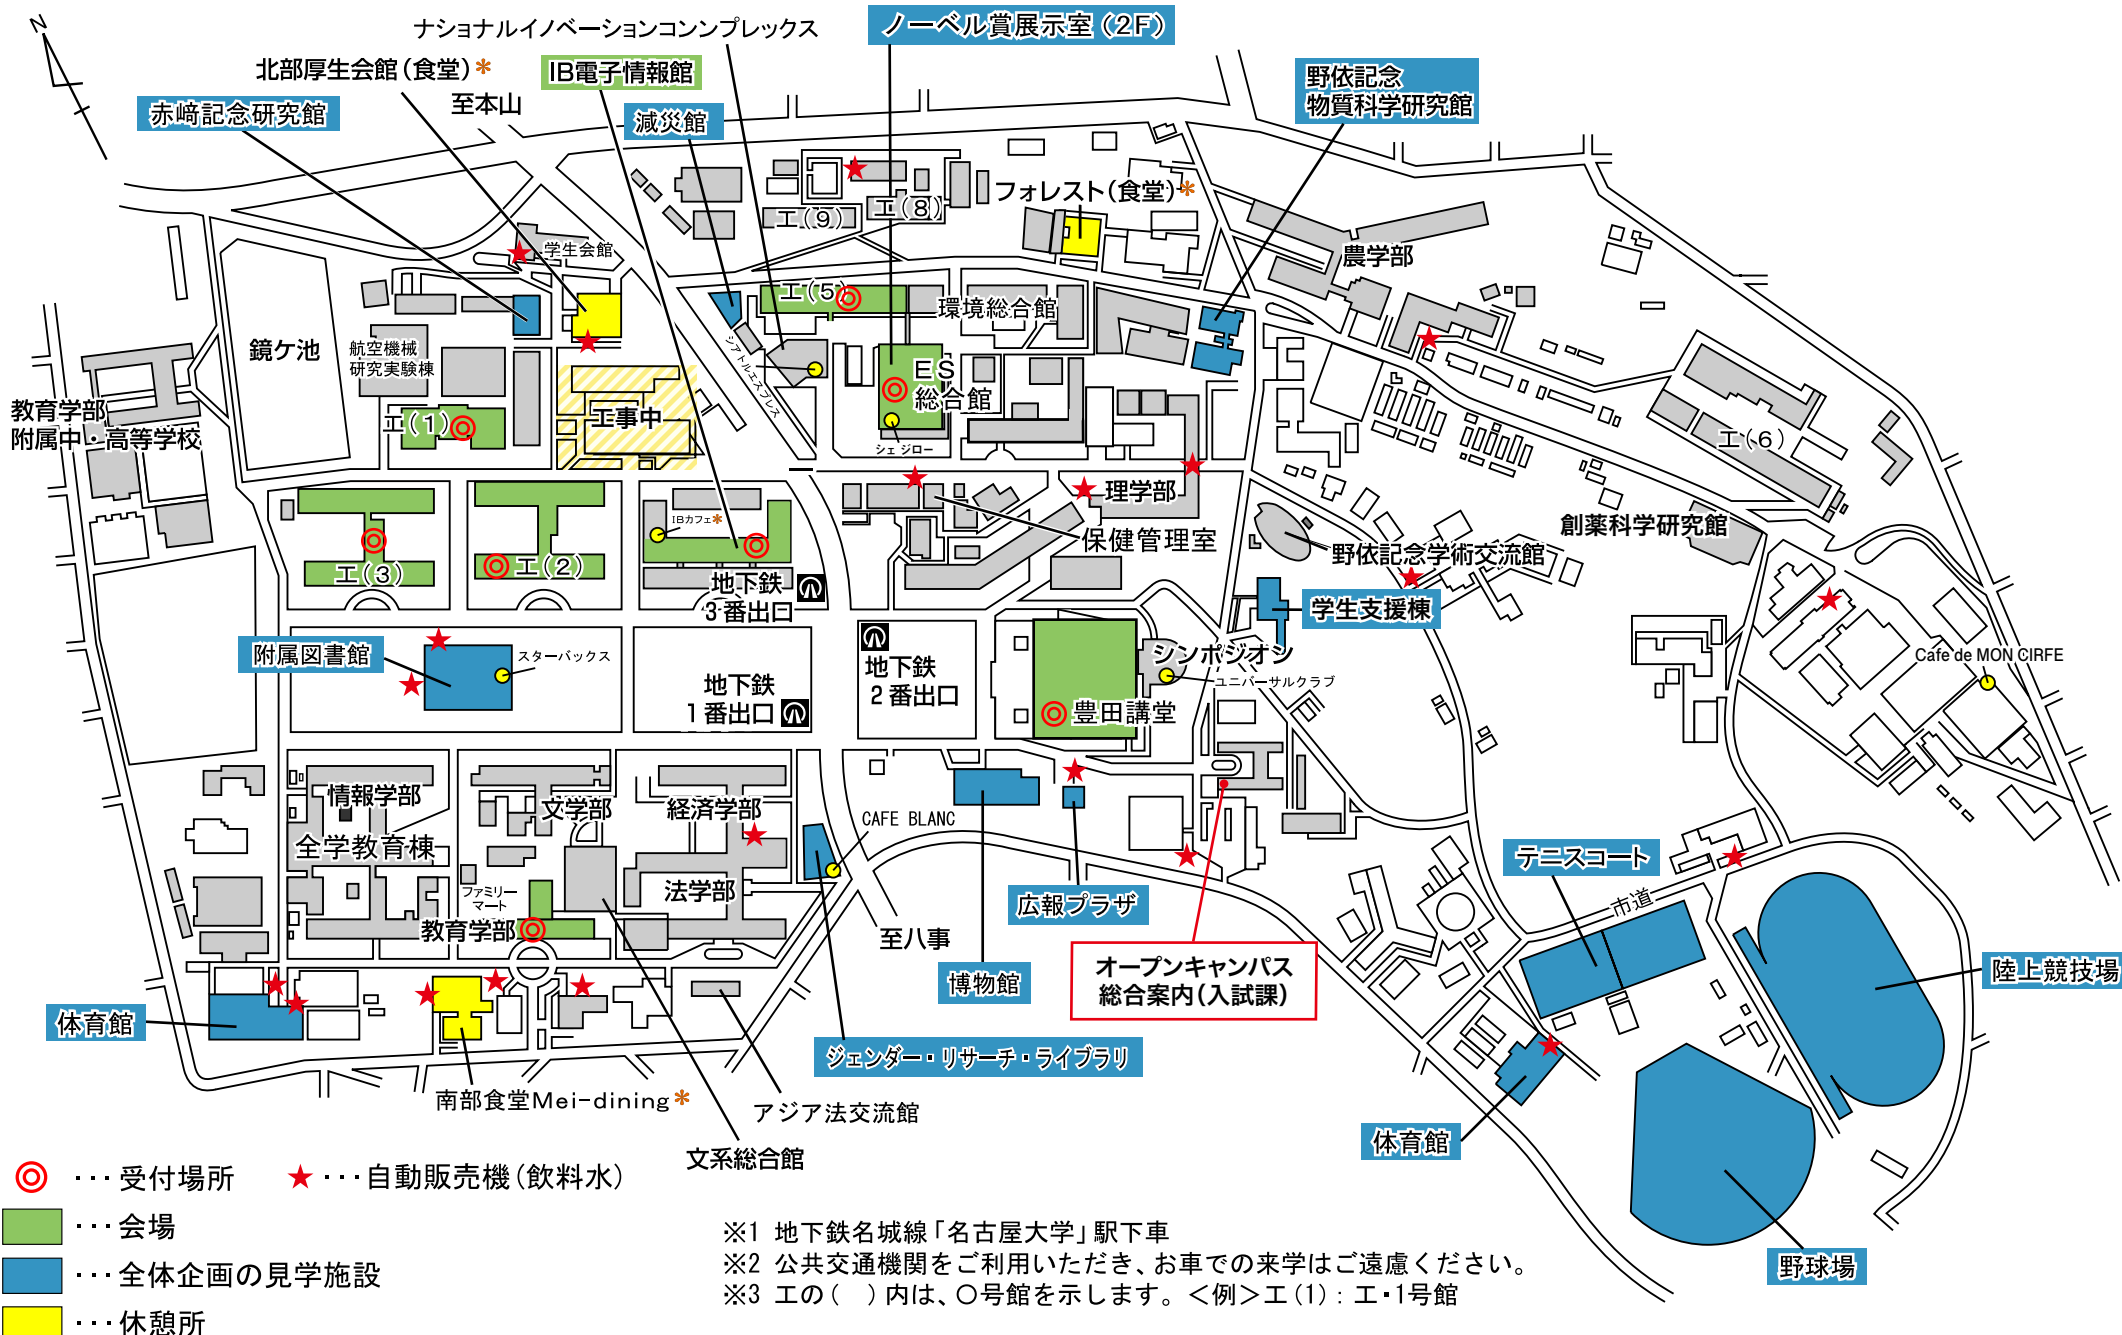 N
ナショナルイノベーションコンンプレックス
ノーベル賞展示室（2F）
北部厚生会館（食堂）＊
IB電子情報館
野依記念
物質科学研究館
至本山
赤﨑記念研究館
減災館
フォレスト（食堂）＊
工（9）
工（8）
学生会館
農学部
工（5）
環境総合館
鏡ケ池
航空機械
研究実験棟
シアトルエスプレス
ES
総合館
教育学部
附属中・高等学校
工（1）
工事中
シェ ジロー
工（6）
理学部
保健管理室
IBカフェ＊
創薬科学研究館
野依記念学術交流館
工（3）
工（2）
地下鉄
3番出口
学生支援棟
附属図書館
スターバックス
地下鉄
1番出口
地下鉄
2番出口
シンポジオン
ユニバーサルクラブ
Cafe de MON CIRFE
豊田講堂
情報学部
文学部
経済学部
CAFE BLANC
全学教育棟
テニスコート
ファミリー
マート
法学部
広報プラザ
市道
教育学部
至八事
オープンキャンパス
総合案内（入試課）
博物館
陸上競技場
体育館
ジェンダー・リサーチ・ライブラリ
南部食堂Mei-dining＊
アジア法交流館
体育館
文系総合館
野球場
◎ ・・・受付場所
★ ・・・自動販売機（飲料水）
・・・会場
・・・全体企画の見学施設
・・・休憩所
※1 地下鉄名城線「名古屋大学」駅下車
※2 公共交通機関をご利用いただき、お車での来学はご遠慮ください。
※3 工の（　）内は、○号館を示します。＜例＞工（1）：工・1号館